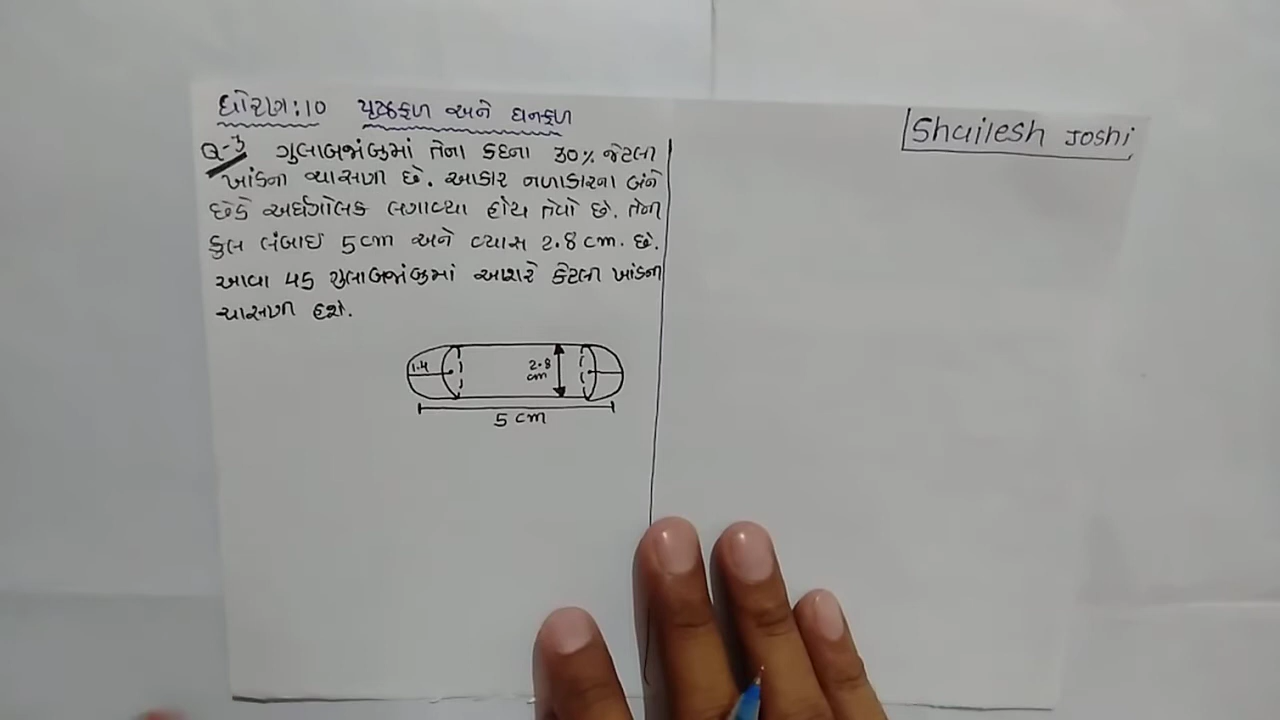 ધોરણ : 10 પૃષ્ઠફળ અને ઘનફળ
Shailesh Joshi
Q-3 ગુલાબજાંબુમાં તેના કદના 30% જેટલી
ખાંડની ચાસણી છે. આકાર નળાકારના બંને
છેડે અર્ધગોલક લગાવ્યા હોય તેવો છે. તેની
કુલ લંબાઈ 5 cm અને વ્યાસ 2.8 cm. છે.
આવા 45 ગુલાબજાંબુમાં આશરે કેટલી ખાંડની
ચાસણી હશે.
1.4
2.8
cm
5 cm